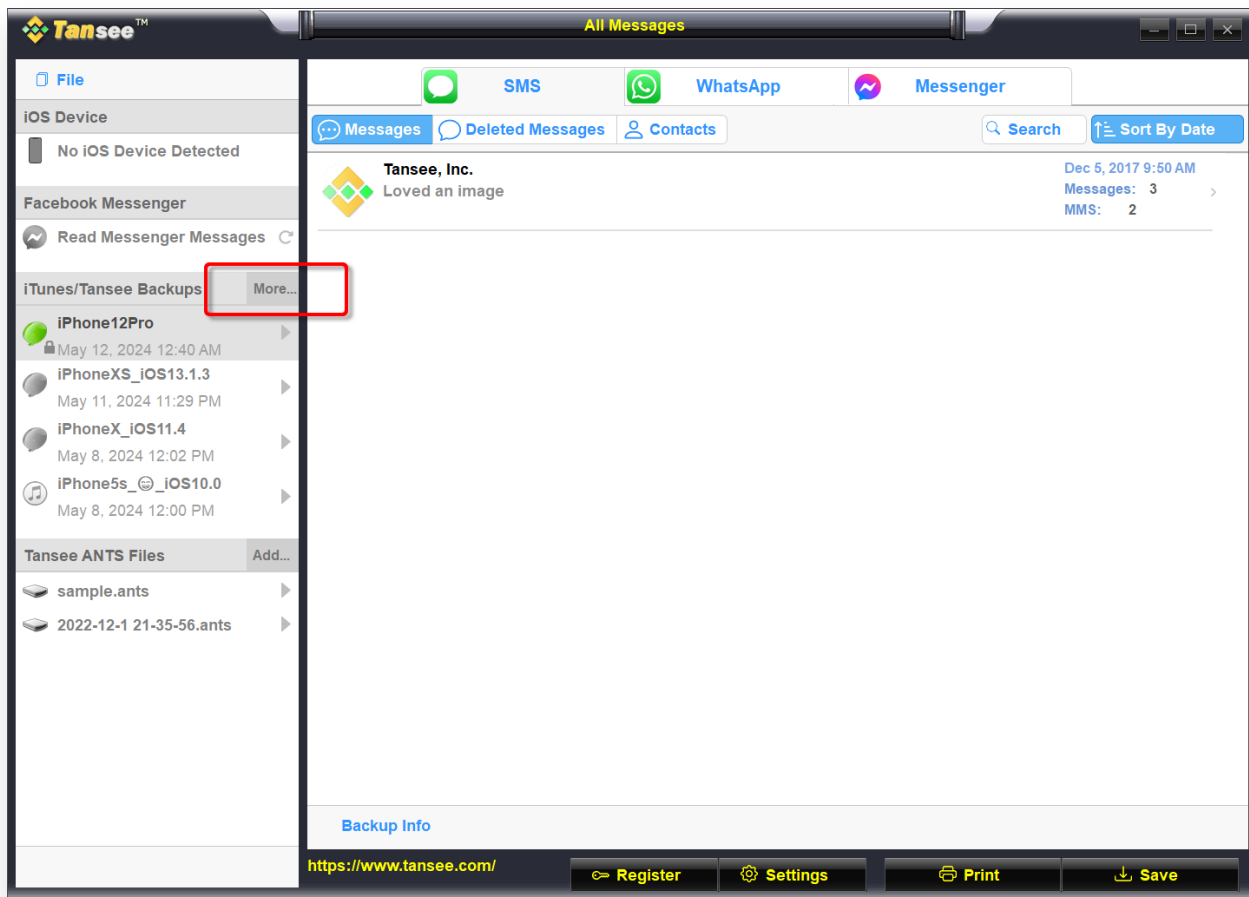 Tansee™
All Messages
File
iOS Device
No iOS Device Detected
Facebook Messenger
Read Messenger Messages
iTunes/Tansee Backups More...
iPhone12Pro
May 12, 2024 12:40 AM
iPhoneXS_iOS13.1.3
May 11, 2024 11:29 PM
iPhoneX_iOS11.4
May 8, 2024 12:02 PM
iPhone5s_😄_iOS10.0
May 8, 2024 12:00 PM
Tansee ANTS Files Add...
sample.ants
2022-12-1 21-35-56.ants
SMS WhatsApp Messenger
Messages Deleted Messages Contacts Search Sort By Date
Tansee, Inc. Dec 5, 2017 9:50 AM
Loved an image Messages: 3
MMS: 2
Backup Info
https://www.tansee.com/ Register Settings Print Save